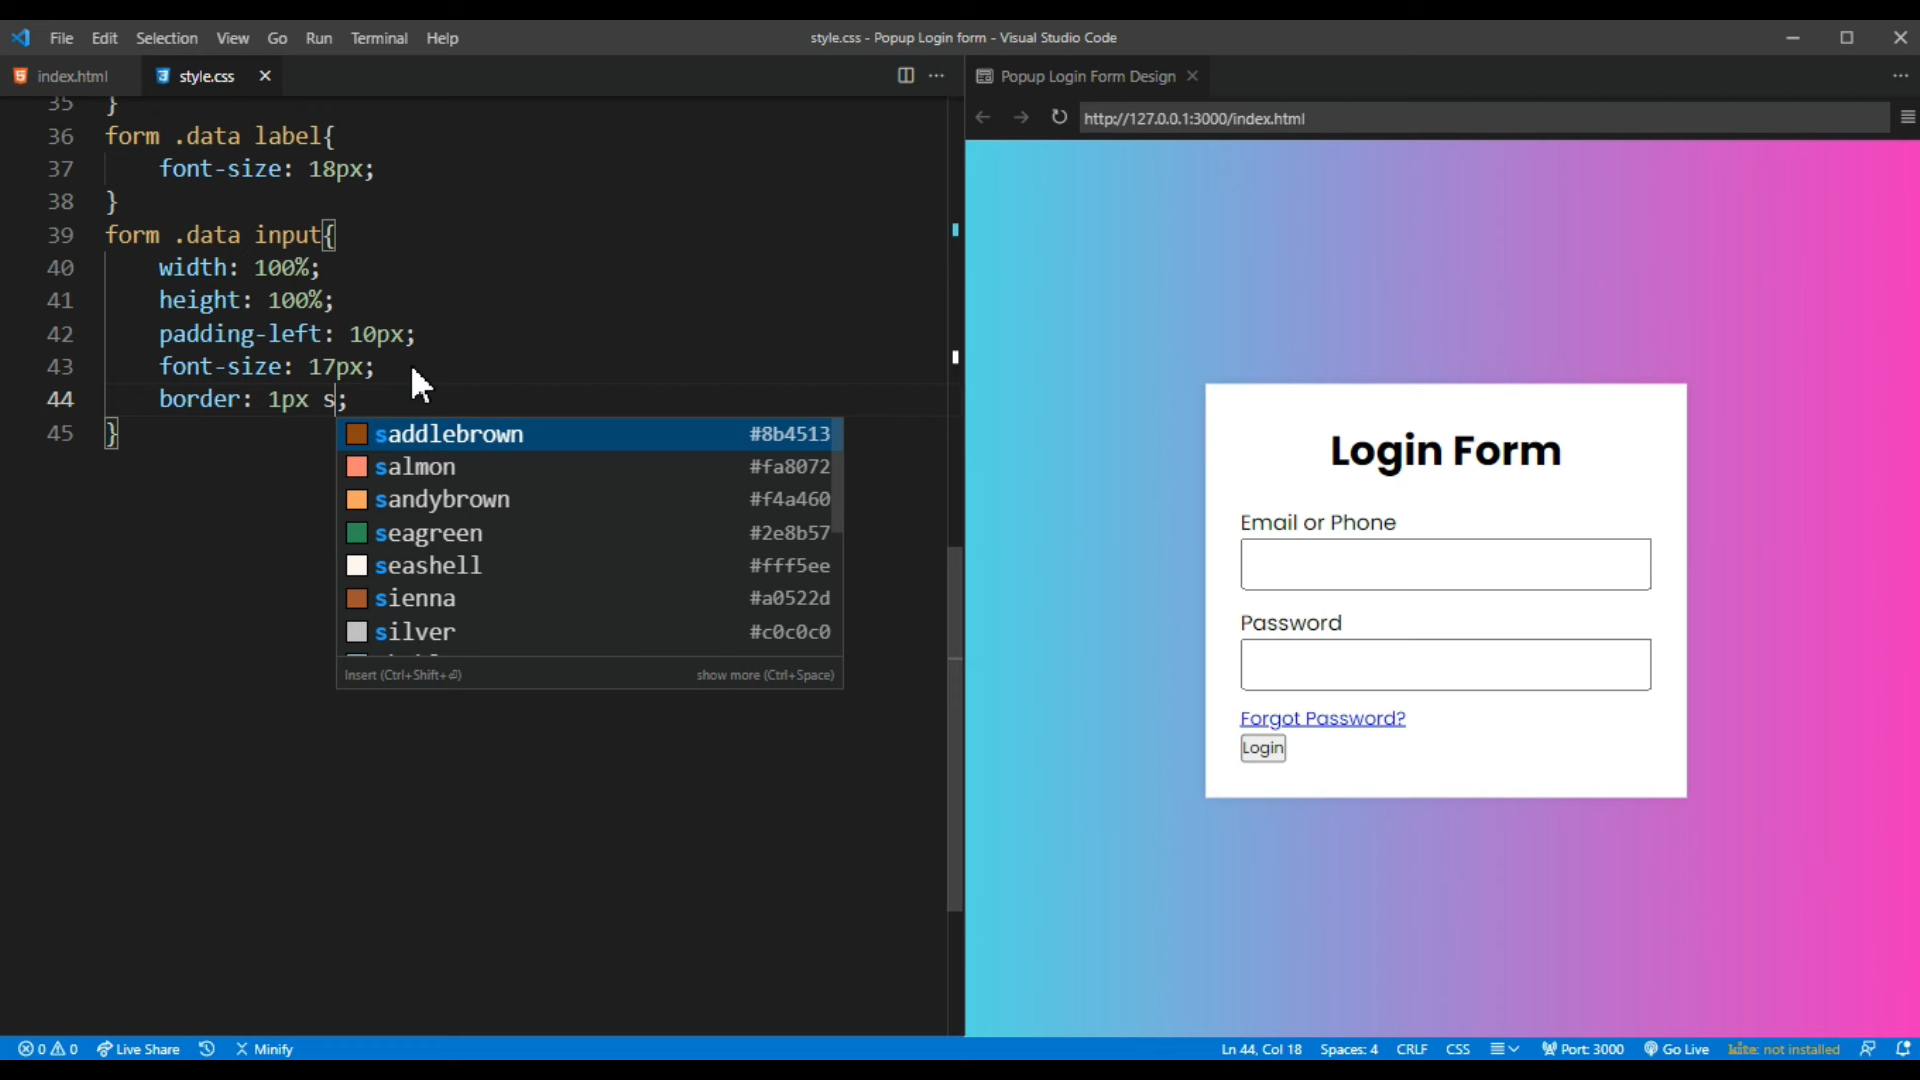 File Edit Selection View Go Run Terminal Help
style.css - Popup Login form - Visual Studio Code
index.html
style.css
Popup Login Form Design
http://127.0.0.1:3000/index.html
35 }
36 form .data label{
37 font-size: 18px;
38 }
39 form .data input{
40 width: 100%;
41 height: 100%;
42 padding-left: 10px;
43 font-size: 17px;
44 border: 1px s;
45 }
saddlebrown #8b4513
salmon #fa8072
sandybrown #f4a460
seagreen #2e8b57
seashell #fff5ee
sienna #a0522d
silver #c0c0c0
Insert (Ctrl+Shift+⏎) show more (Ctrl+Space)
Login Form
Email or Phone
Password
Forgot Password?
Login
0 0 Live Share Minify
Ln 44, Col 18 Spaces: 4 CRLF CSS Port: 3000 Go Live kite: not installed